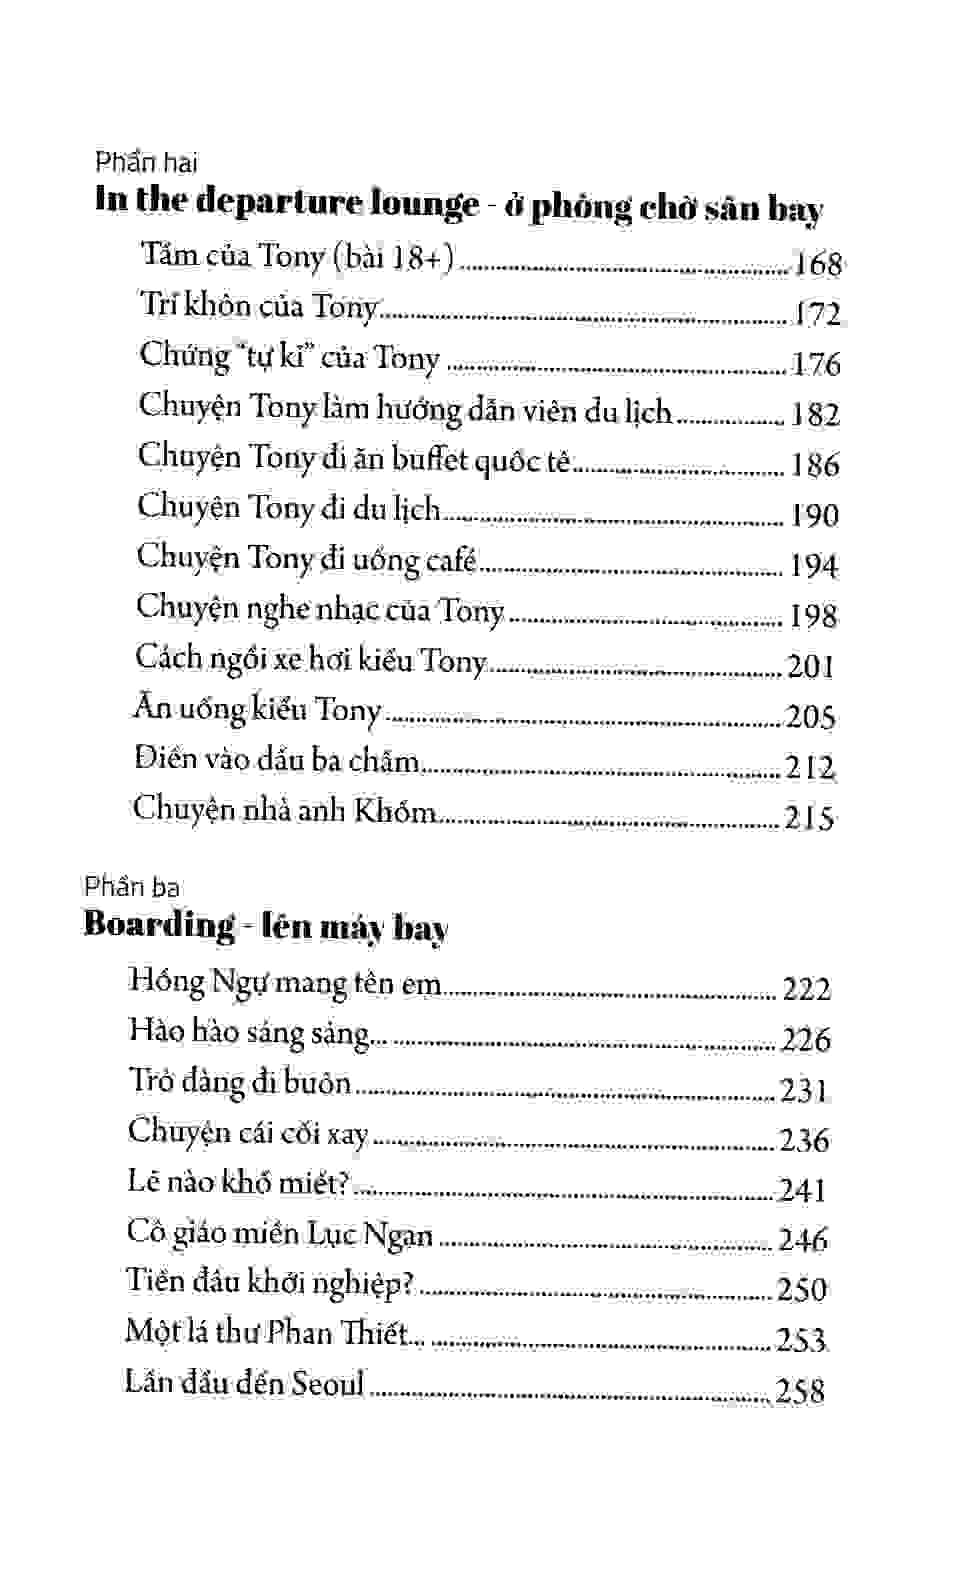 Phần hai
In the departure lounge - ở phòng chờ sân bay
Tắm của Tony (bài 18+) 168
Trí khôn của Tony 172
Chứng “tự kỉ” của Tony 176
Chuyện Tony làm hướng dẫn viên du lịch 182
Chuyện Tony đi ăn buffet quốc tế 186
Chuyện Tony đi du lịch 190
Chuyện Tony đi uống café 194
Chuyện nghe nhạc của Tony 198
Cách ngồi xe hơi kiểu Tony 201
Ăn uống kiểu Tony 205
Điền vào dấu ba chấm 212
Chuyện nhà anh Khốm 215
Phần ba
Boarding - lên máy bay
Hồng Ngự mang tên em 222
Hào hào sảng sảng... 226
Trở đàng đi buôn 231
Chuyện cái cối xay 236
Lẽ nào khổ miết? 241
Cô giáo miền Lục Ngạn 246
Tiền đâu khởi nghiệp? 250
Một lá thư Phan Thiết... 253
Lần đầu đến Seoul 258